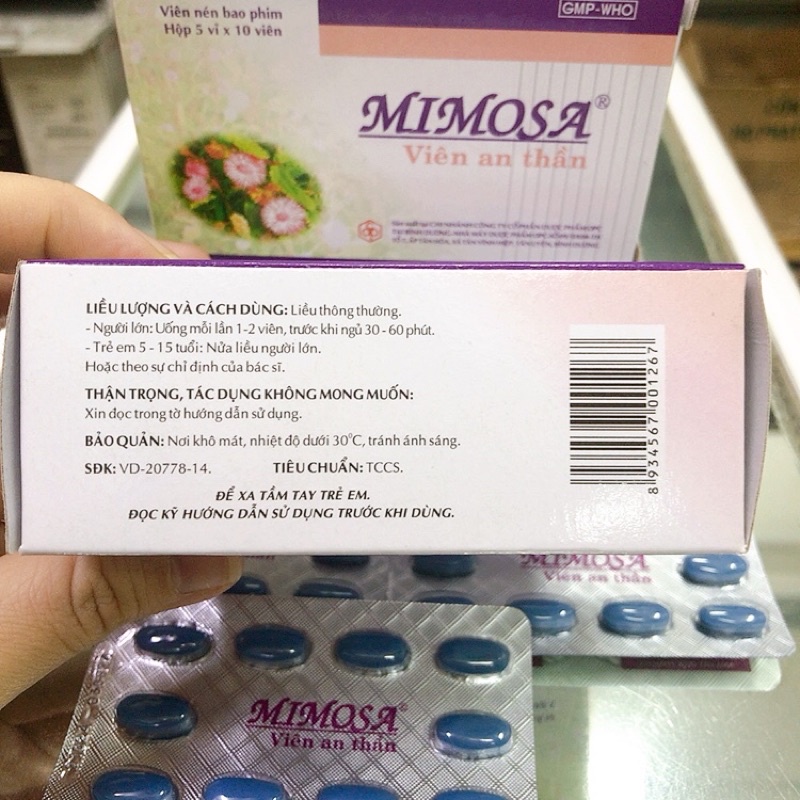 Viên nén bao phim
Hộp 5 vỉ x 10 viên
GMP-WHO
MIMOSA®
Viên an thần
LIỀU LƯỢNG VÀ CÁCH DÙNG: Liều thông thường.
- Người lớn: Uống mỗi lần 1-2 viên, trước khi ngủ 30 - 60 phút.
- Trẻ em 5 - 15 tuổi: Nửa liều người lớn.
Hoặc theo sự chỉ định của bác sĩ.
THẬN TRỌNG, TÁC DỤNG KHÔNG MONG MUỐN:
Xin đọc trong tờ hướng dẫn sử dụng.
BẢO QUẢN: Nơi khô mát, nhiệt độ dưới 30°C, tránh ánh sáng.
SĐK: VD-20778-14. TIÊU CHUẨN: TCCS.
ĐỂ XA TẦM TAY TRẺ EM.
ĐỌC KỸ HƯỚNG DẪN SỬ DỤNG TRƯỚC KHI DÙNG.
8 934567 001267
MIMOSA
Viên an thần
MIMOSA®
Viên an thần